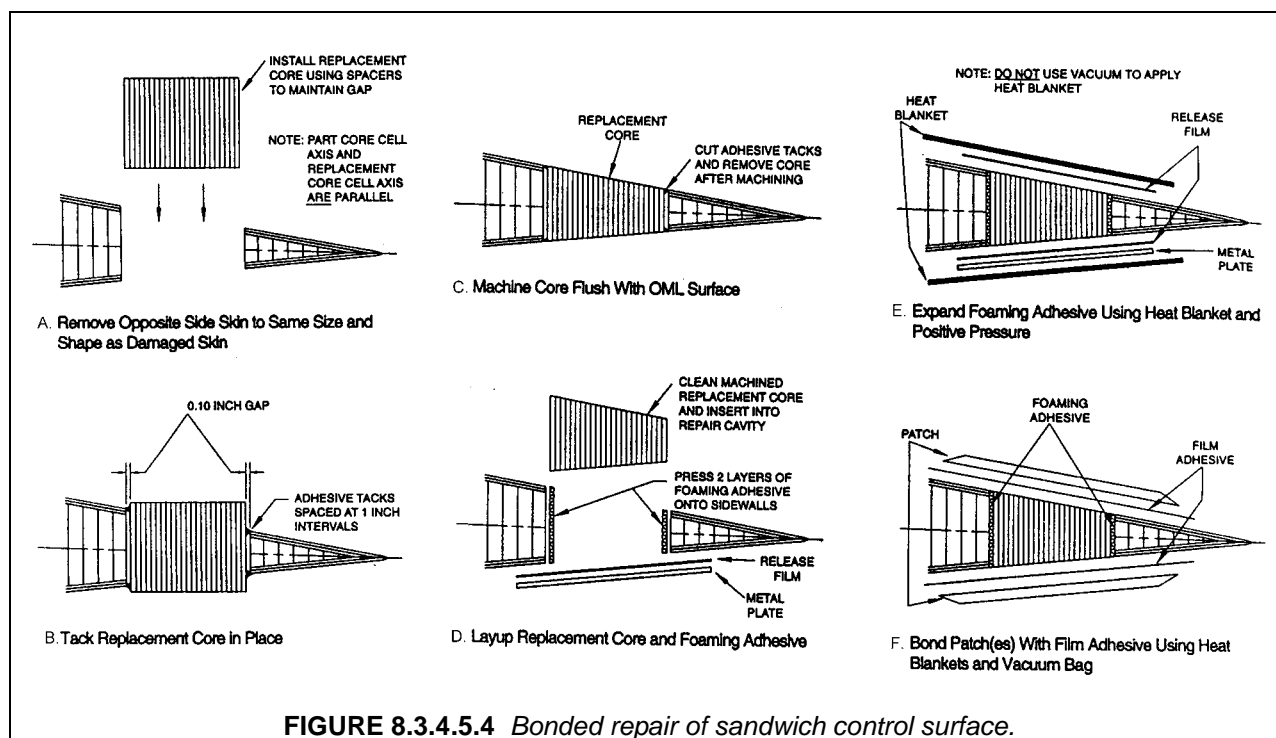 INSTALL REPLACEMENT
CORE USING SPACERS
TO MAINTAIN GAP
NOTE: PART CORE CELL
AXIS AND
REPLACEMENT
CORE CELL AXIS
ARE PARALLEL
A. Remove Opposite Side Skin to Same Size and
Shape as Damaged Skin
0.10 INCH GAP
ADHESIVE TACKS
SPACED AT 1 INCH
INTERVALS
B. Tack Replacement Core in Place
REPLACEMENT
CORE
CUT ADHESIVE TACKS
AND REMOVE CORE
AFTER MACHINING
C. Machine Core Flush With OML Surface
CLEAN MACHINED
REPLACEMENT CORE
AND INSERT INTO
REPAIR CAVITY
PRESS 2 LAYERS OF
FOAMING ADHESIVE
ONTO SIDEWALLS
RELEASE
FILM
METAL
PLATE
D. Layup Replacement Core and Foaming Adhesive
NOTE: DO NOT USE VACUUM TO APPLY
HEAT BLANKET
HEAT
BLANKET
RELEASE
FILM
METAL
PLATE
E. Expand Foaming Adhesive Using Heat Blanket and
Positive Pressure
FOAMING
ADHESIVE
PATCH
FILM
ADHESIVE
F. Bond Patch(es) With Film Adhesive Using Heat
Blankets and Vacuum Bag
FIGURE 8.3.4.5.4 Bonded repair of sandwich control surface.